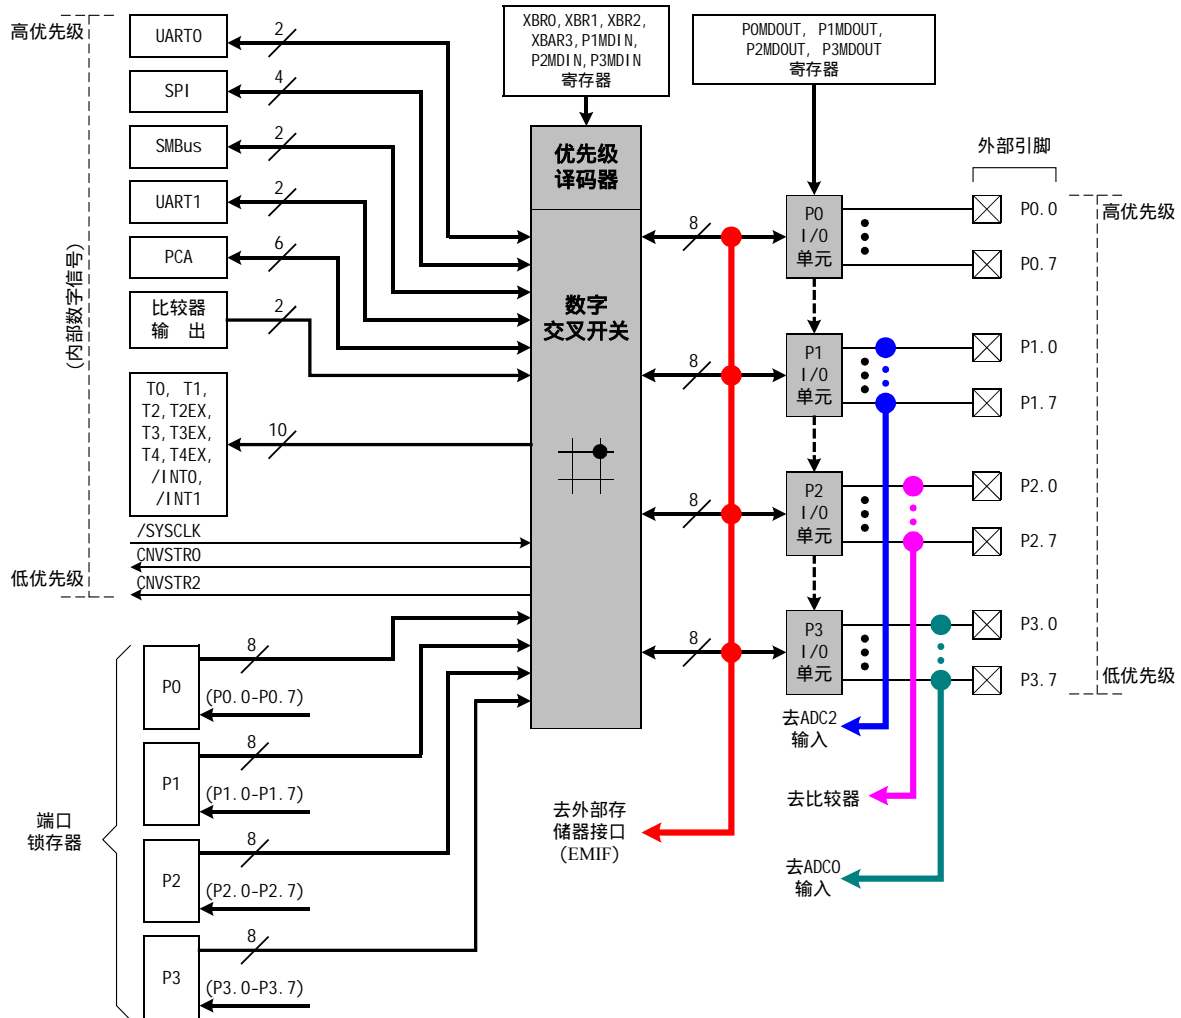 高优先级
(内部数字信号)
低优先级
UART0
2
SPI
4
SMBus
2
UART1
2
PCA
6
比较器
输 出
2
T0, T1,
T2, T2EX,
T3, T3EX,
T4, T4EX,
/INT0,
/INT1
10
/SYSCLK
CNVSTR0
CNVSTR2
端口
锁存器
P0
8
(P0.0-P0.7)
P1
8
(P1.0-P1.7)
P2
8
(P2.0-P2.7)
P3
8
(P3.0-P3.7)
XBR0, XBR1, XBR2,
XBAR3, P1MDIN,
P2MDIN, P3MDIN
寄存器
优先级
译码器
数字
交叉开关
P0MDOUT, P1MDOUT,
P2MDOUT, P3MDOUT
寄存器
8
8
8
8
P0
I/O
单元
P1
I/O
单元
P2
I/O
单元
P3
I/O
单元
外部引脚
P0.0
P0.7
P1.0
P1.7
P2.0
P2.7
P3.0
P3.7
高优先级
低优先级
去ADC2
输入
去比较器
去ADC0
输入
去外部存
储器接口
(EMIF)